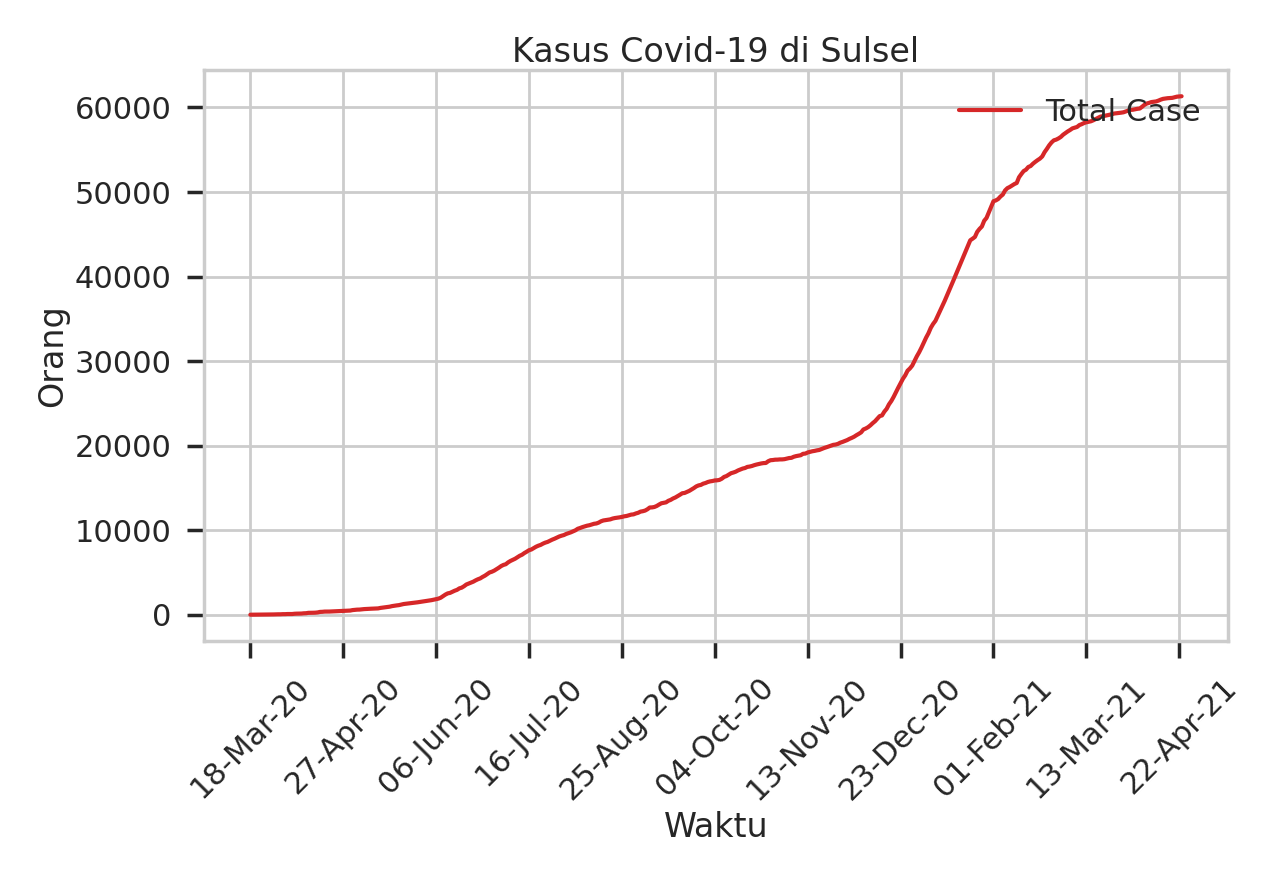 Kasus Covid-19 di Sulsel
Total Case
60000
50000
40000
30000
20000
10000
0
Orang
18-Mar-20
27-Apr-20
06-Jun-20
16-Jul-20
25-Aug-20
04-Oct-20
13-Nov-20
23-Dec-20
01-Feb-21
13-Mar-21
22-Apr-21
Waktu